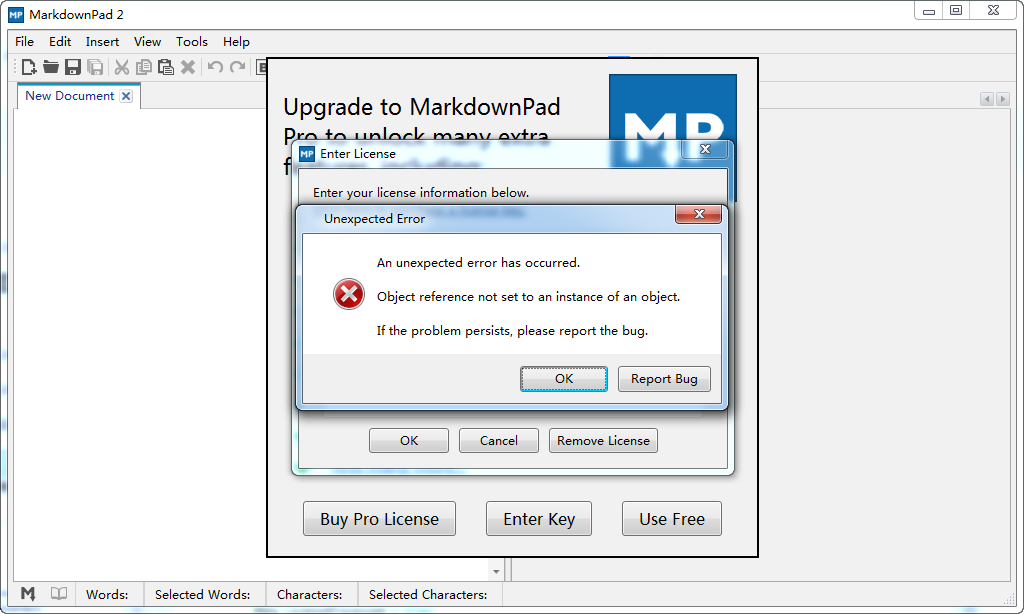 MarkdownPad 2
File Edit Insert View Tools Help
New Document
Upgrade to MarkdownPad
Pro to unlock many extra
features, including:
MP
Enter License
Enter your license information below.
Unexpected Error
An unexpected error has occurred.
Object reference not set to an instance of an object.
If the problem persists, please report the bug.
OK Report Bug
OK Cancel Remove License
Buy Pro License Enter Key Use Free
Words: Selected Words: Characters: Selected Characters: